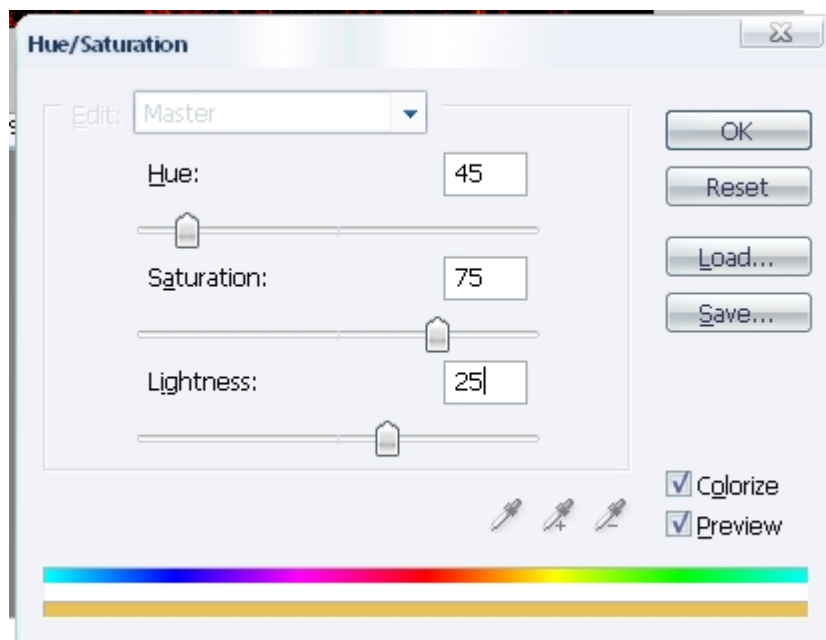 Hue/Saturation
Edit: Master
OK
Hue: 45
Reset
Saturation: 75
Load...
Save...
Lightness: 25
Colorize
Preview